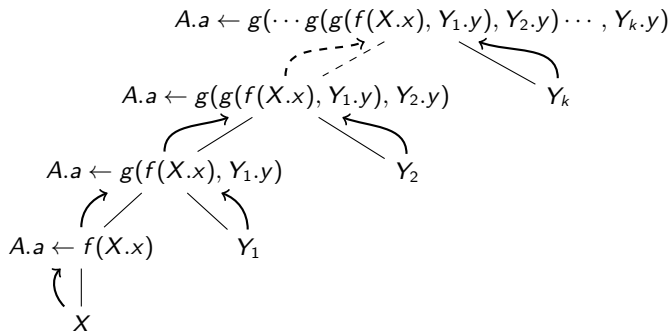 A.a ← g(··· g(g(f(X.x), Y₁.y), Y₂.y) ··· , Yₖ.y)
A.a ← g(g(f(X.x), Y₁.y), Y₂.y)
Yₖ
A.a ← g(f(X.x), Y₁.y)
Y₂
A.a ← f(X.x)
Y₁
X